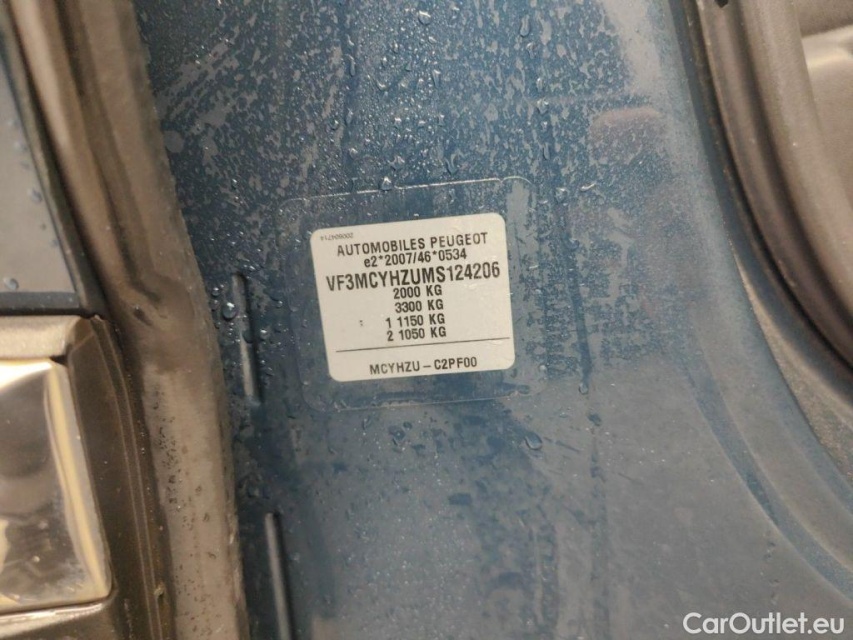 200604714
AUTOMOBILES PEUGEOT
e2*2007/46*0534
VF3MCYHZUMS124206
2000 KG
3300 KG
1 1150 KG
2 1050 KG
MCYHZU - C2PF00
CarOutlet.eu